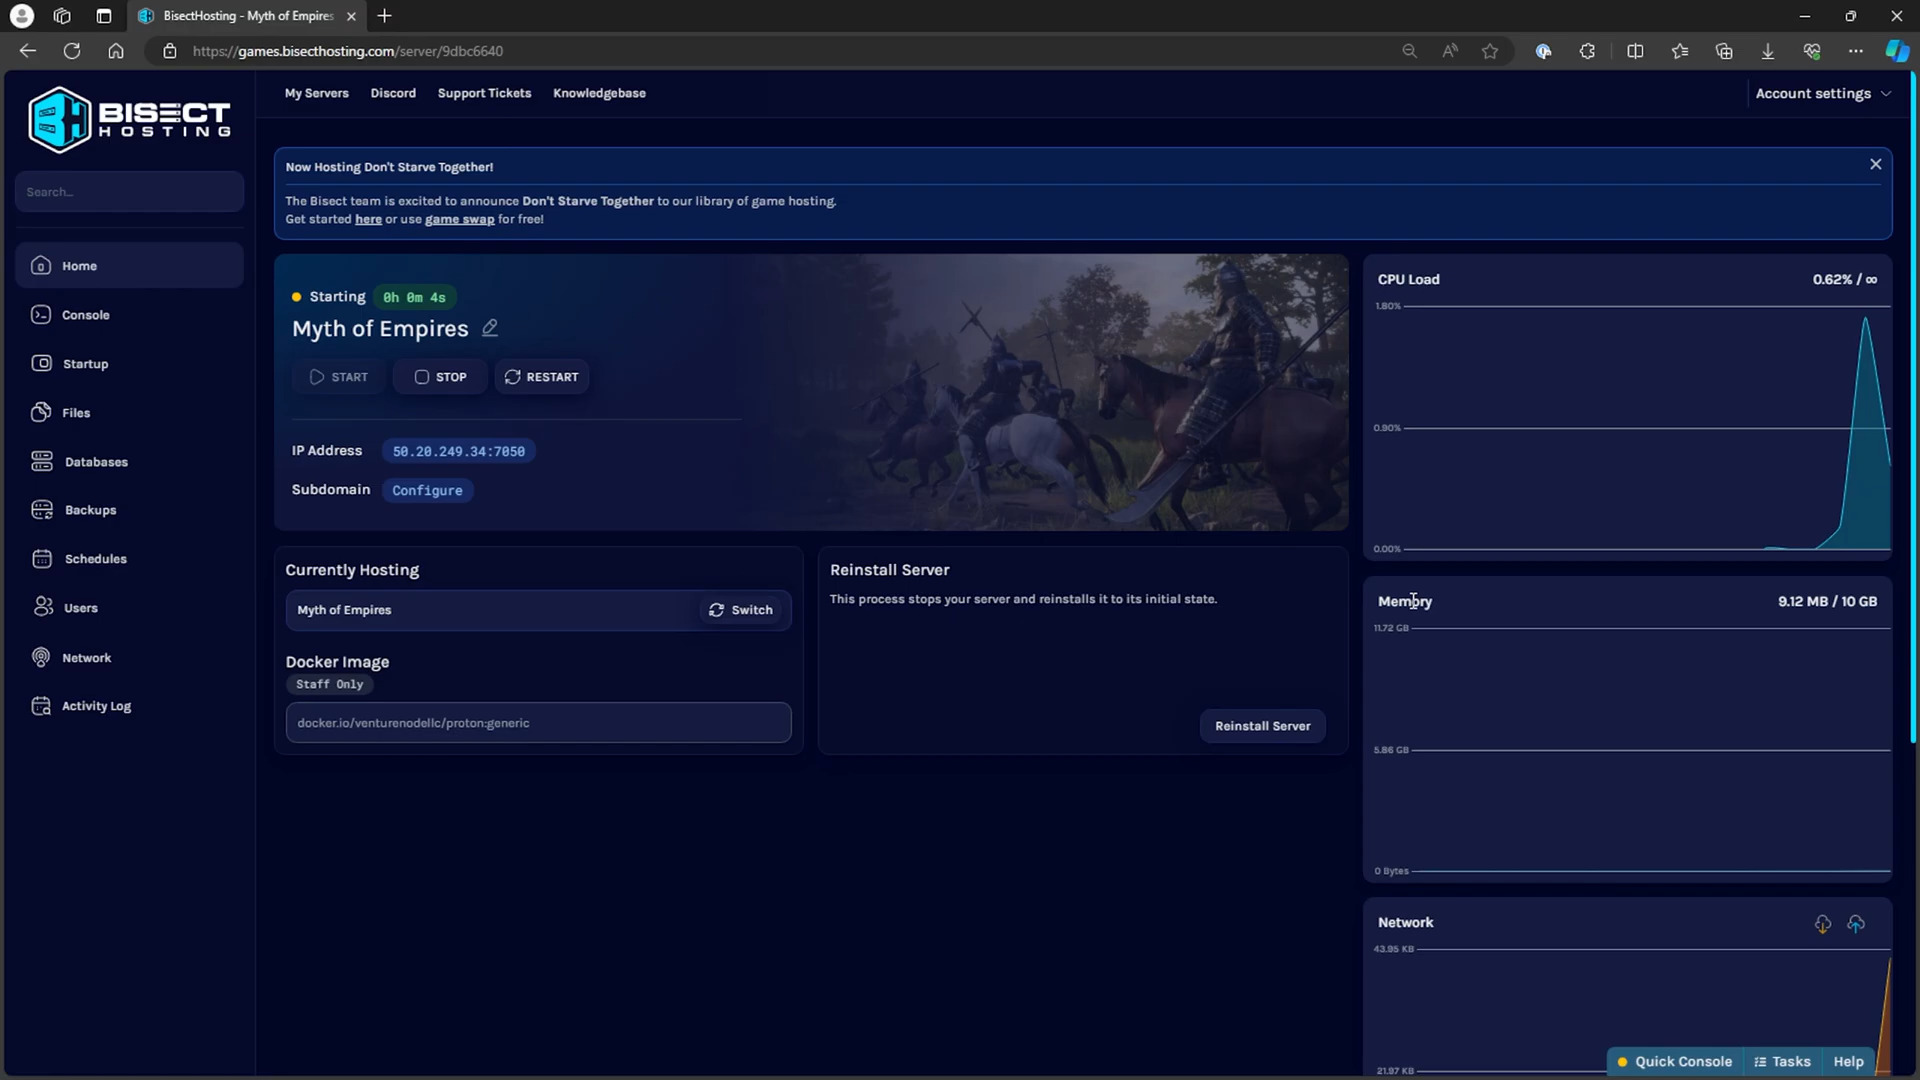 BisectHosting - Myth of Empires
https://games.bisecthosting.com/server/9dbc6640
BISECT
HOSTING
My Servers
Discord
Support Tickets
Knowledgebase
Account settings
Search...
Home
Console
Startup
Files
Databases
Backups
Schedules
Users
Network
Activity Log
Now Hosting Don't Starve Together!
The Bisect team is excited to announce Don't Starve Together to our library of game hosting.
Get started here or use game swap for free!
Starting 0h 0m 4s
Myth of Empires
START
STOP
RESTART
IP Address 50.20.249.34:7050
Subdomain Configure
Currently Hosting
Myth of Empires
Switch
Docker Image
Staff Only
docker.io/venturenodellc/proton:generic
Reinstall Server
This process stops your server and reinstalls it to its initial state.
Reinstall Server
CPU Load 0.62% / ∞
1.80%
0.90%
0.00%
Memory 9.12 MB / 10 GB
11.72 GB
5.86 GB
0 Bytes
Network
43.95 KB
21.97 KB
Quick Console
Tasks
Help